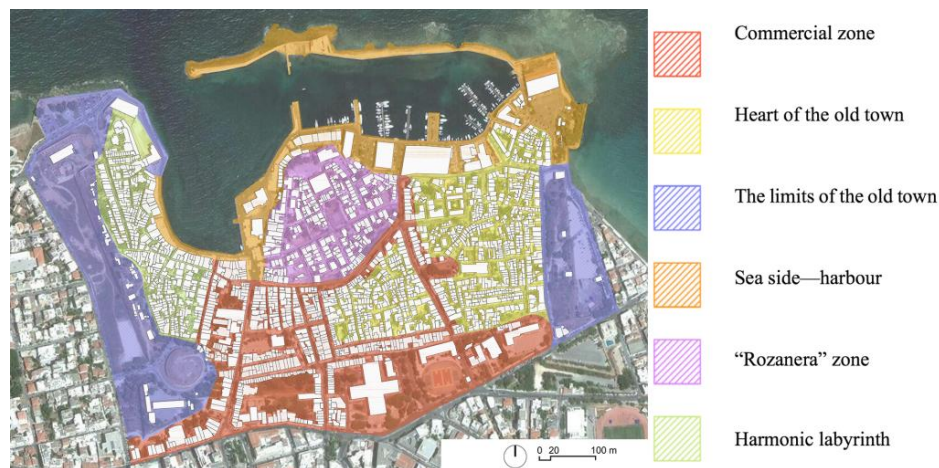 Commercial zone
Heart of the old town
The limits of the old town
Sea side—harbour
“Rozanera” zone
Harmonic labyrinth
0 20 100 m